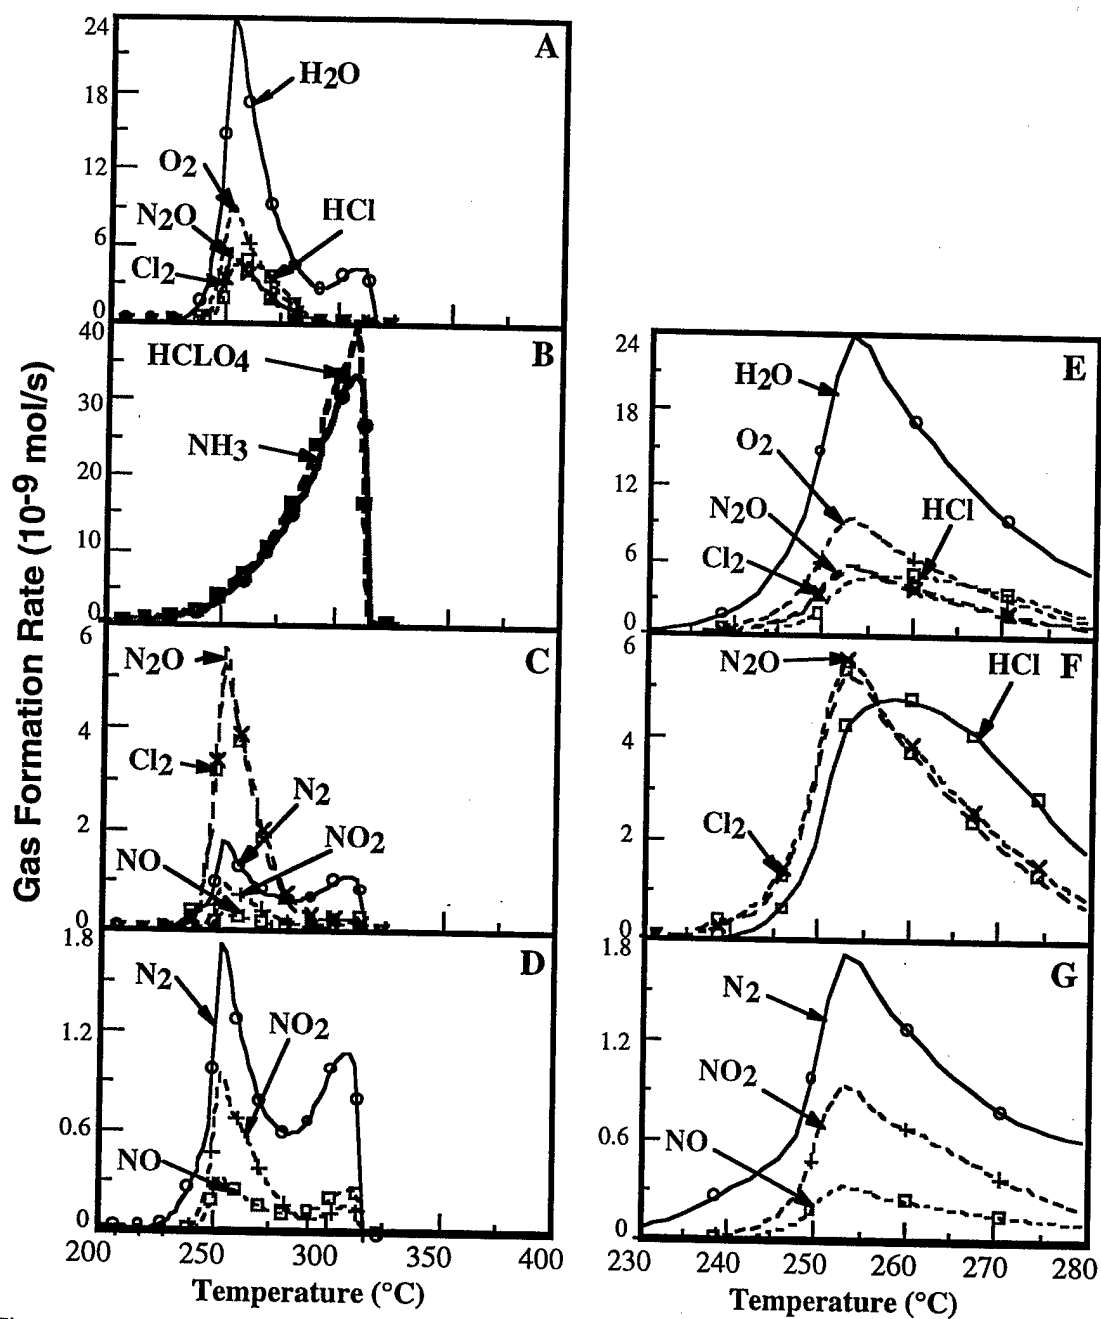 Gas Formation Rate (10-9 mol/s)
24
18
12
6
0
A
H2O
O2
N2O
Cl2
HCl
40
30
20
10
0
B
HCLO4
NH3
6
4
2
0
C
N2O
Cl2
N2
NO2
NO
1.8
1.2
0.6
0
D
N2
NO2
NO
200 250 300 350 400
Temperature (°C)
24
18
12
6
0
E
H2O
O2
N2O
HCl
Cl2
6
4
2
0
F
N2O
HCl
Cl2
1.8
1.2
0.6
0
G
N2
NO2
NO
230 240 250 260 270 280
Temperature (°C)